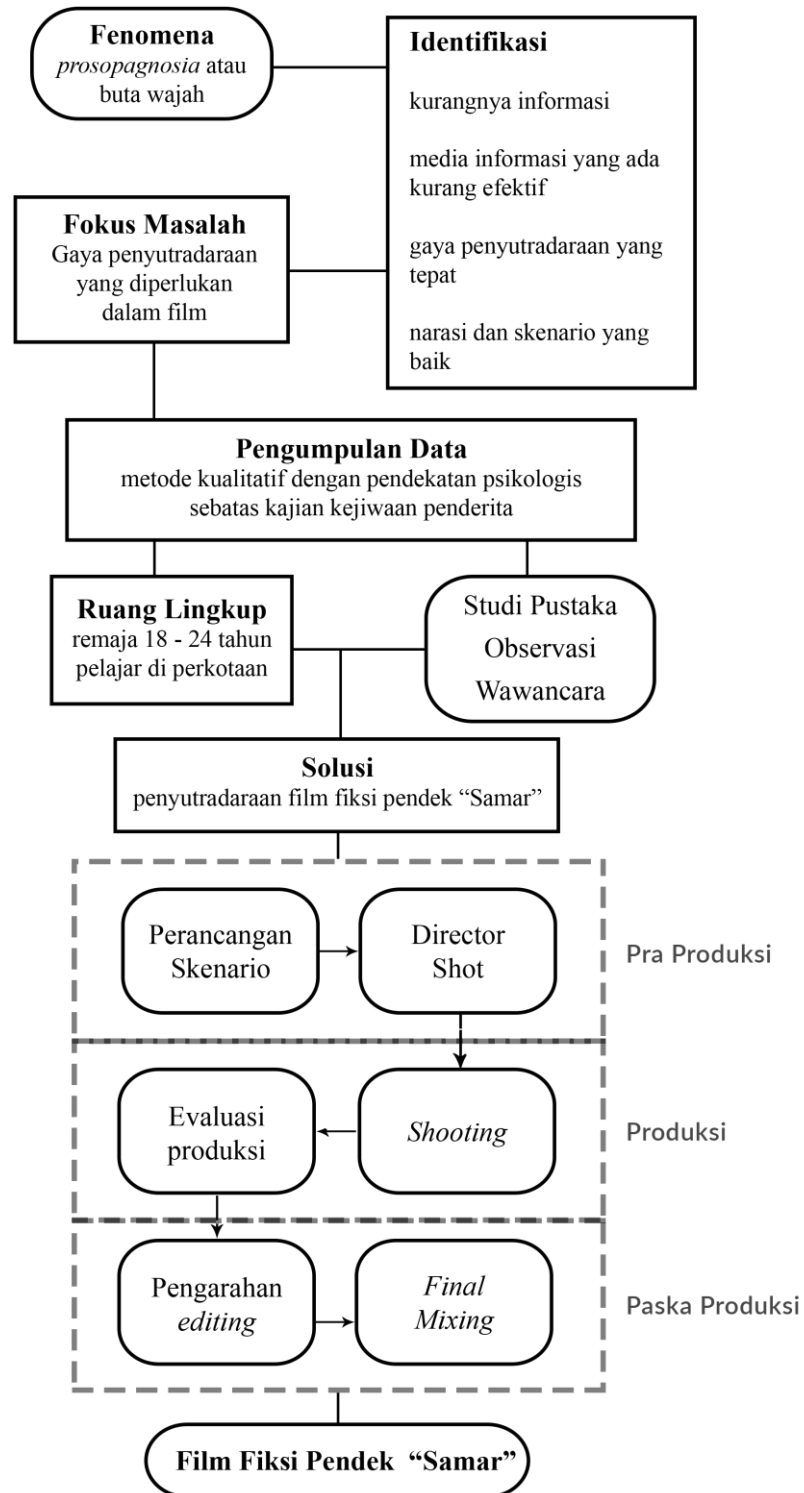 Fenomena
prosopagnosia atau
buta wajah
Identifikasi
kurangnya informasi
media informasi yang ada
kurang efektif
gaya penyutradaraan yang
tepat
narasi dan skenario yang
baik
Fokus Masalah
Gaya penyutradaraan
yang diperlukan
dalam film
Pengumpulan Data
metode kualitatif dengan pendekatan psikologis
sebatas kajian kejiwaan penderita
Ruang Lingkup
remaja 18 - 24 tahun
pelajar di perkotaan
Studi Pustaka
Observasi
Wawancara
Solusi
penyutradaraan film fiksi pendek “Samar”
Perancangan
Skenario
Director
Shot
Pra Produksi
Evaluasi
produksi
Shooting
Produksi
Pengarahan
editing
Final
Mixing
Paska Produksi
Film Fiksi Pendek “Samar”